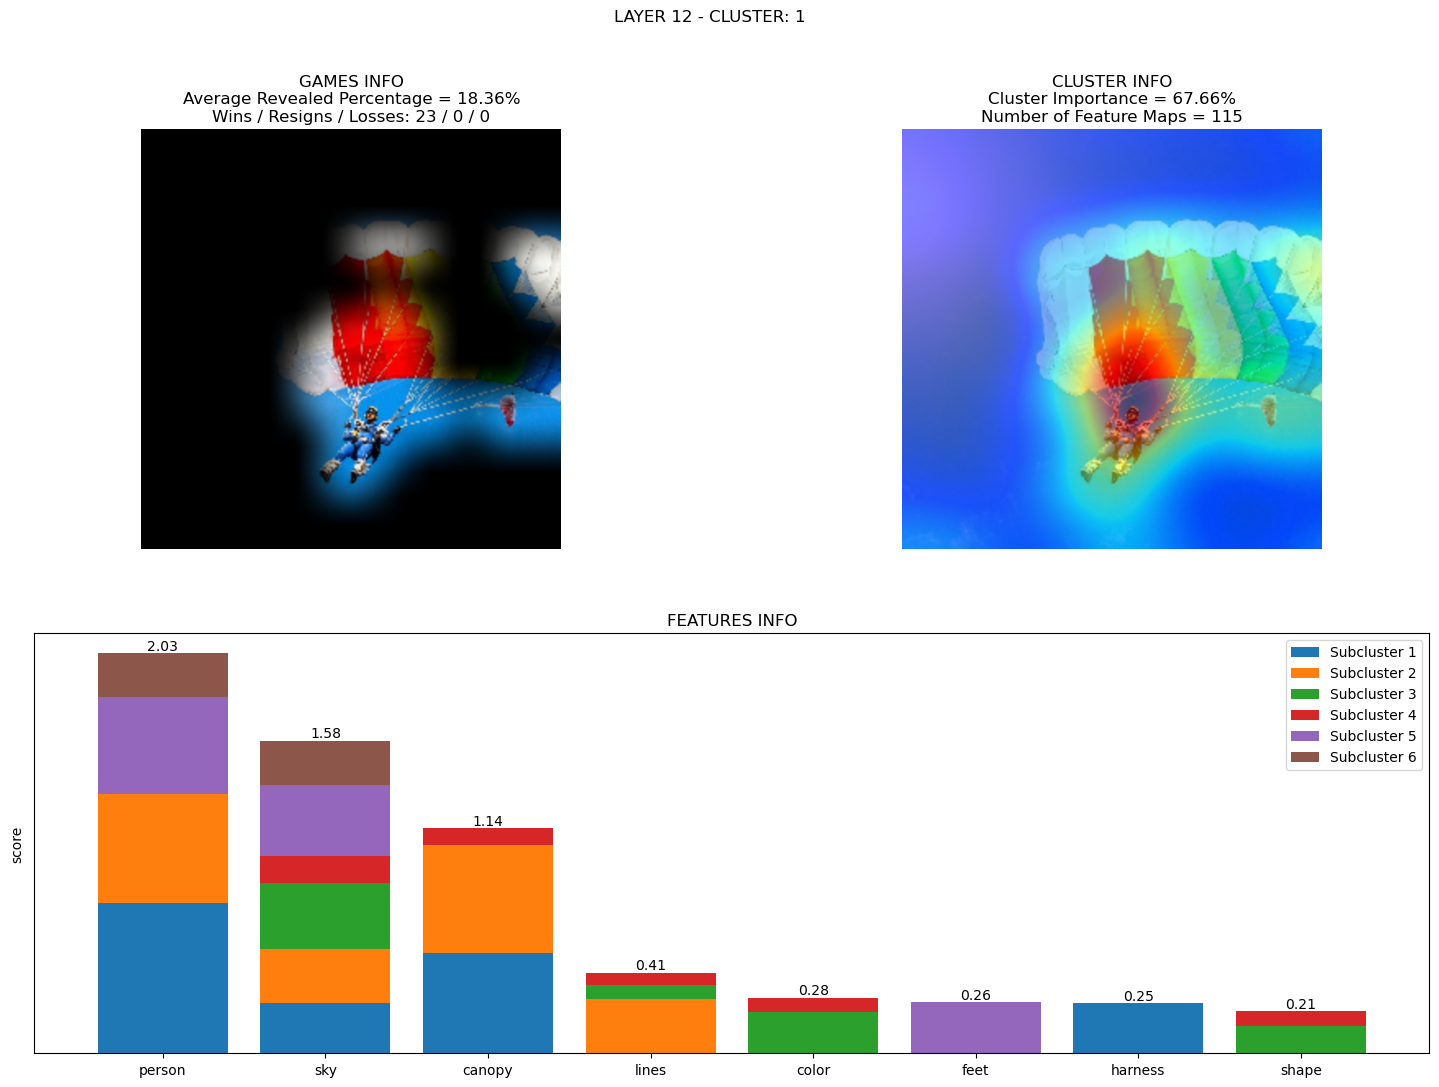 LAYER 12 - CLUSTER: 1
GAMES INFO
Average Revealed Percentage = 18.36%
Wins / Resigns / Losses: 23 / 0 / 0
CLUSTER INFO
Cluster Importance = 67.66%
Number of Feature Maps = 115
FEATURES INFO
score
2.03
1.58
1.14
0.41
0.28
0.26
0.25
0.21
Subcluster 1
Subcluster 2
Subcluster 3
Subcluster 4
Subcluster 5
Subcluster 6
person
sky
canopy
lines
color
feet
harness
shape